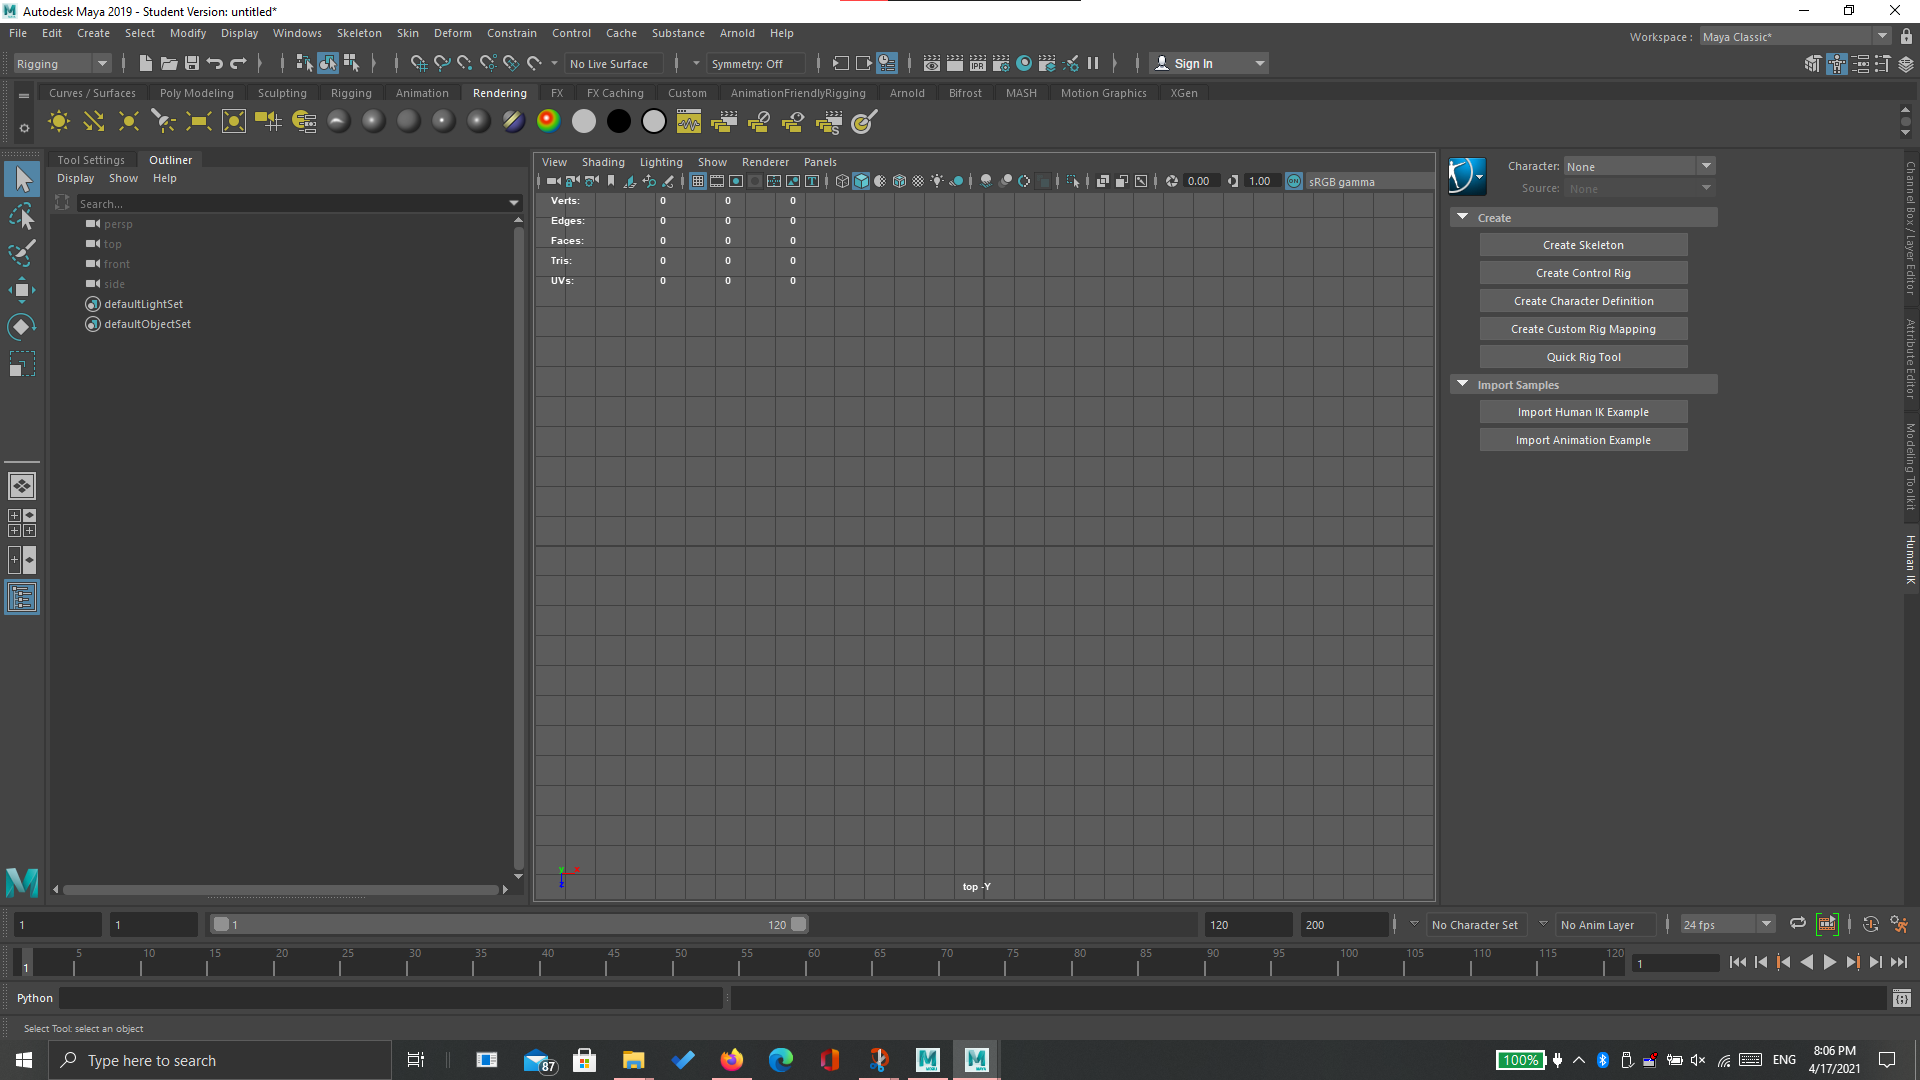 Autodesk Maya 2019 - Student Version: untitled*
File Edit Create Select Modify Display Windows Skeleton Skin Deform Constrain Control Cache Substance Arnold Help
Workspace : Maya Classic*
Rigging No Live Surface Symmetry: Off Sign In
Curves / Surfaces Poly Modeling Sculpting Rigging Animation Rendering FX FX Caching Custom AnimationFriendlyRigging Arnold Bifrost MASH Motion Graphics XGen
Tool Settings Outliner
Display Show Help
Search...
persp
top
front
side
defaultLightSet
defaultObjectSet
View Shading Lighting Show Renderer Panels
0.00 1.00 ON sRGB gamma
Verts: 0 0 0
Edges: 0 0 0
Faces: 0 0 0
Tris: 0 0 0
UVs: 0 0 0
y x
z
top -Y
Character: None
Source: None
Create
Create Skeleton
Create Control Rig
Create Character Definition
Create Custom Rig Mapping
Quick Rig Tool
Import Samples
Import Human IK Example
Import Animation Example
Channel Box / Layer Editor
Attribute Editor
Modeling Toolkit
Human IK
1 1 1 120 120 200 No Character Set No Anim Layer 24 fps
1 5 10 15 20 25 30 35 40 45 50 55 60 65 70 75 80 85 90 95 100 105 110 115 120 1
Python
Select Tool: select an object
Type here to search
87
100%
ENG
8:06 PM
4/17/2021